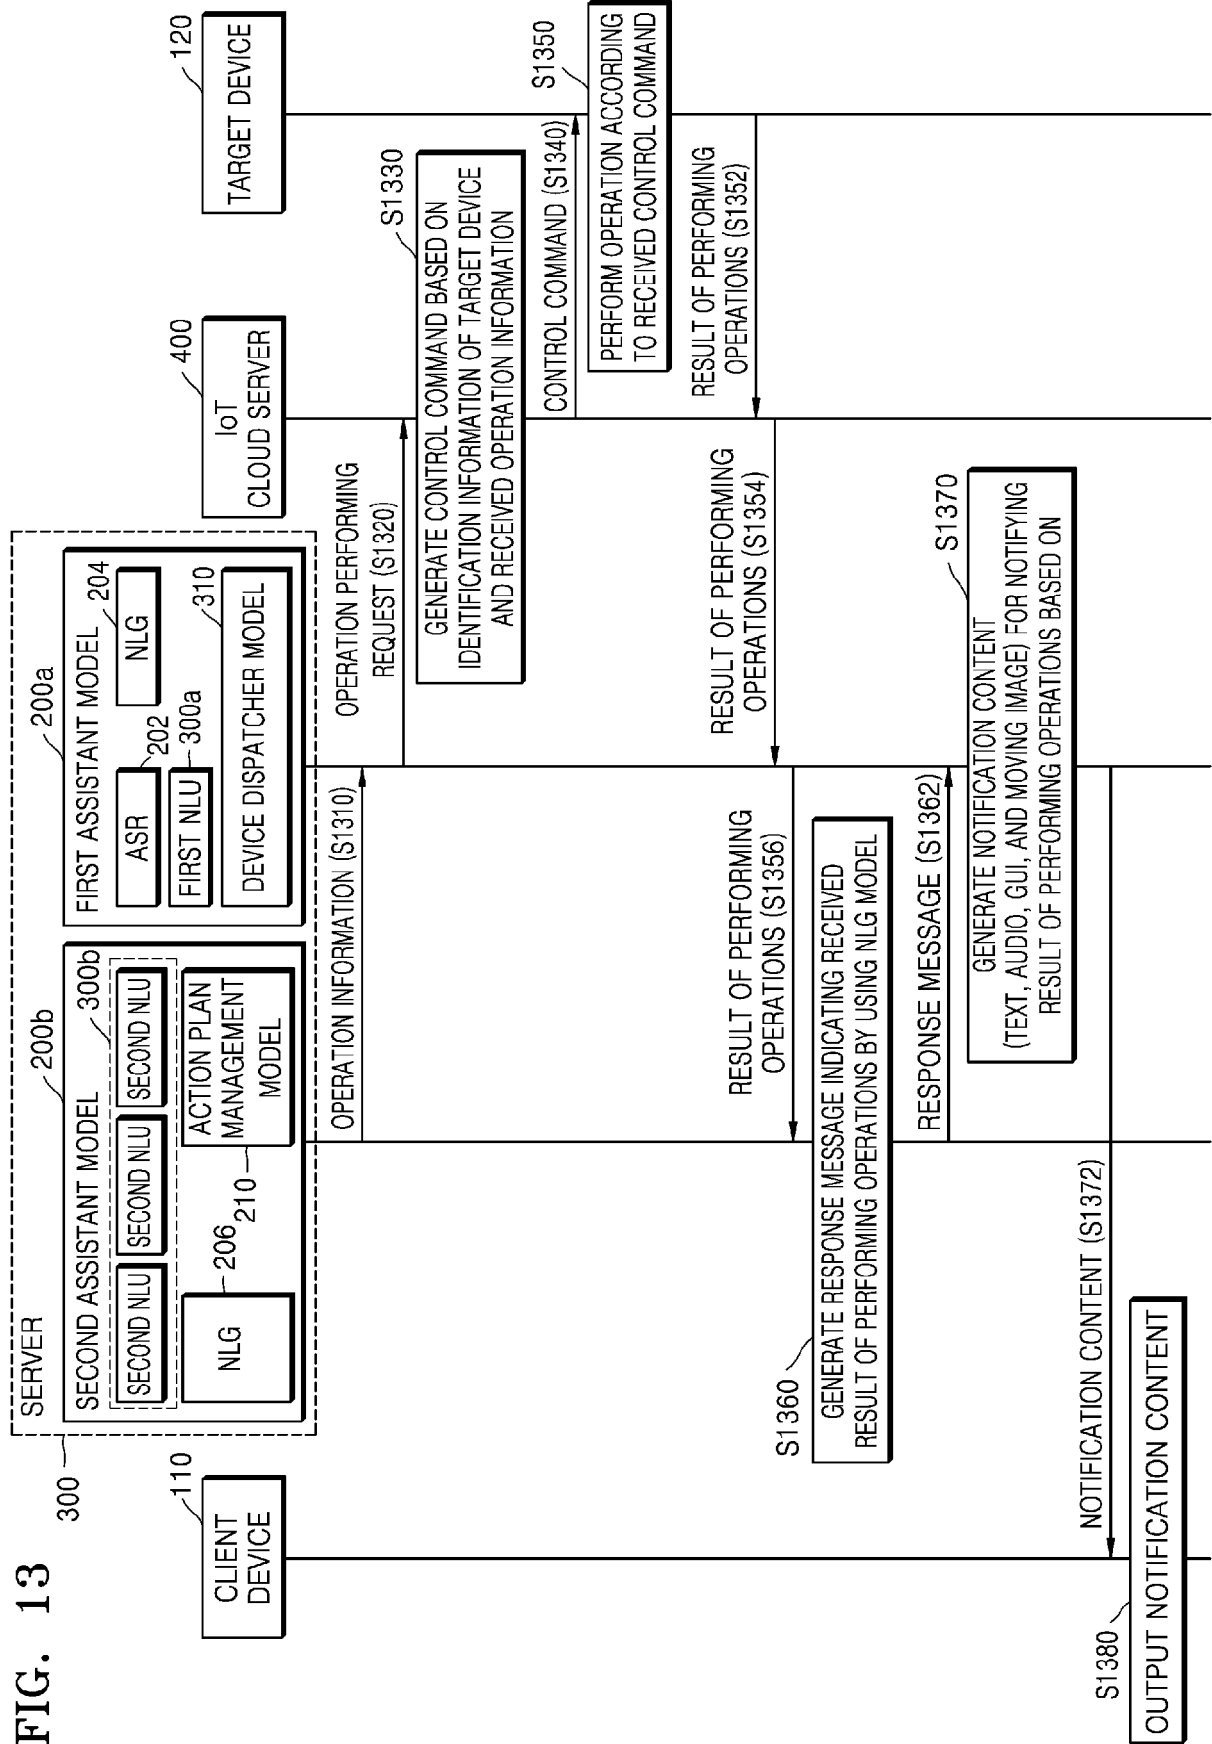 FIG. 13
300
SERVER
110
CLIENT
DEVICE
200b
SECOND ASSISTANT MODEL
300b
SECOND NLU
SECOND NLU
SECOND NLU
206
NLG
210
ACTION PLAN
MANAGEMENT
MODEL
200a
FIRST ASSISTANT MODEL
202
ASR
204
NLG
FIRST NLU
300a
310
DEVICE DISPATCHER MODEL
400
IoT
CLOUD SERVER
120
TARGET DEVICE
OPERATION INFORMATION (S1310)
OPERATION PERFORMING
REQUEST (S1320)
S1330
GENERATE CONTROL COMMAND BASED ON
IDENTIFICATION INFORMATION OF TARGET DEVICE
AND RECEIVED OPERATION INFORMATION
CONTROL COMMAND (S1340)
S1350
PERFORM OPERATION ACCORDING
TO RECEIVED CONTROL COMMAND
RESULT OF PERFORMING
OPERATIONS (S1352)
RESULT OF PERFORMING
OPERATIONS (S1354)
RESULT OF PERFORMING
OPERATIONS (S1356)
S1360
GENERATE RESPONSE MESSAGE INDICATING RECEIVED
RESULT OF PERFORMING OPERATIONS BY USING NLG MODEL
RESPONSE MESSAGE (S1362)
S1370
GENERATE NOTIFICATION CONTENT
(TEXT, AUDIO, GUI, AND MOVING IMAGE) FOR NOTIFYING
RESULT OF PERFORMING OPERATIONS BASED ON
NOTIFICATION CONTENT (S1372)
S1380
OUTPUT NOTIFICATION CONTENT